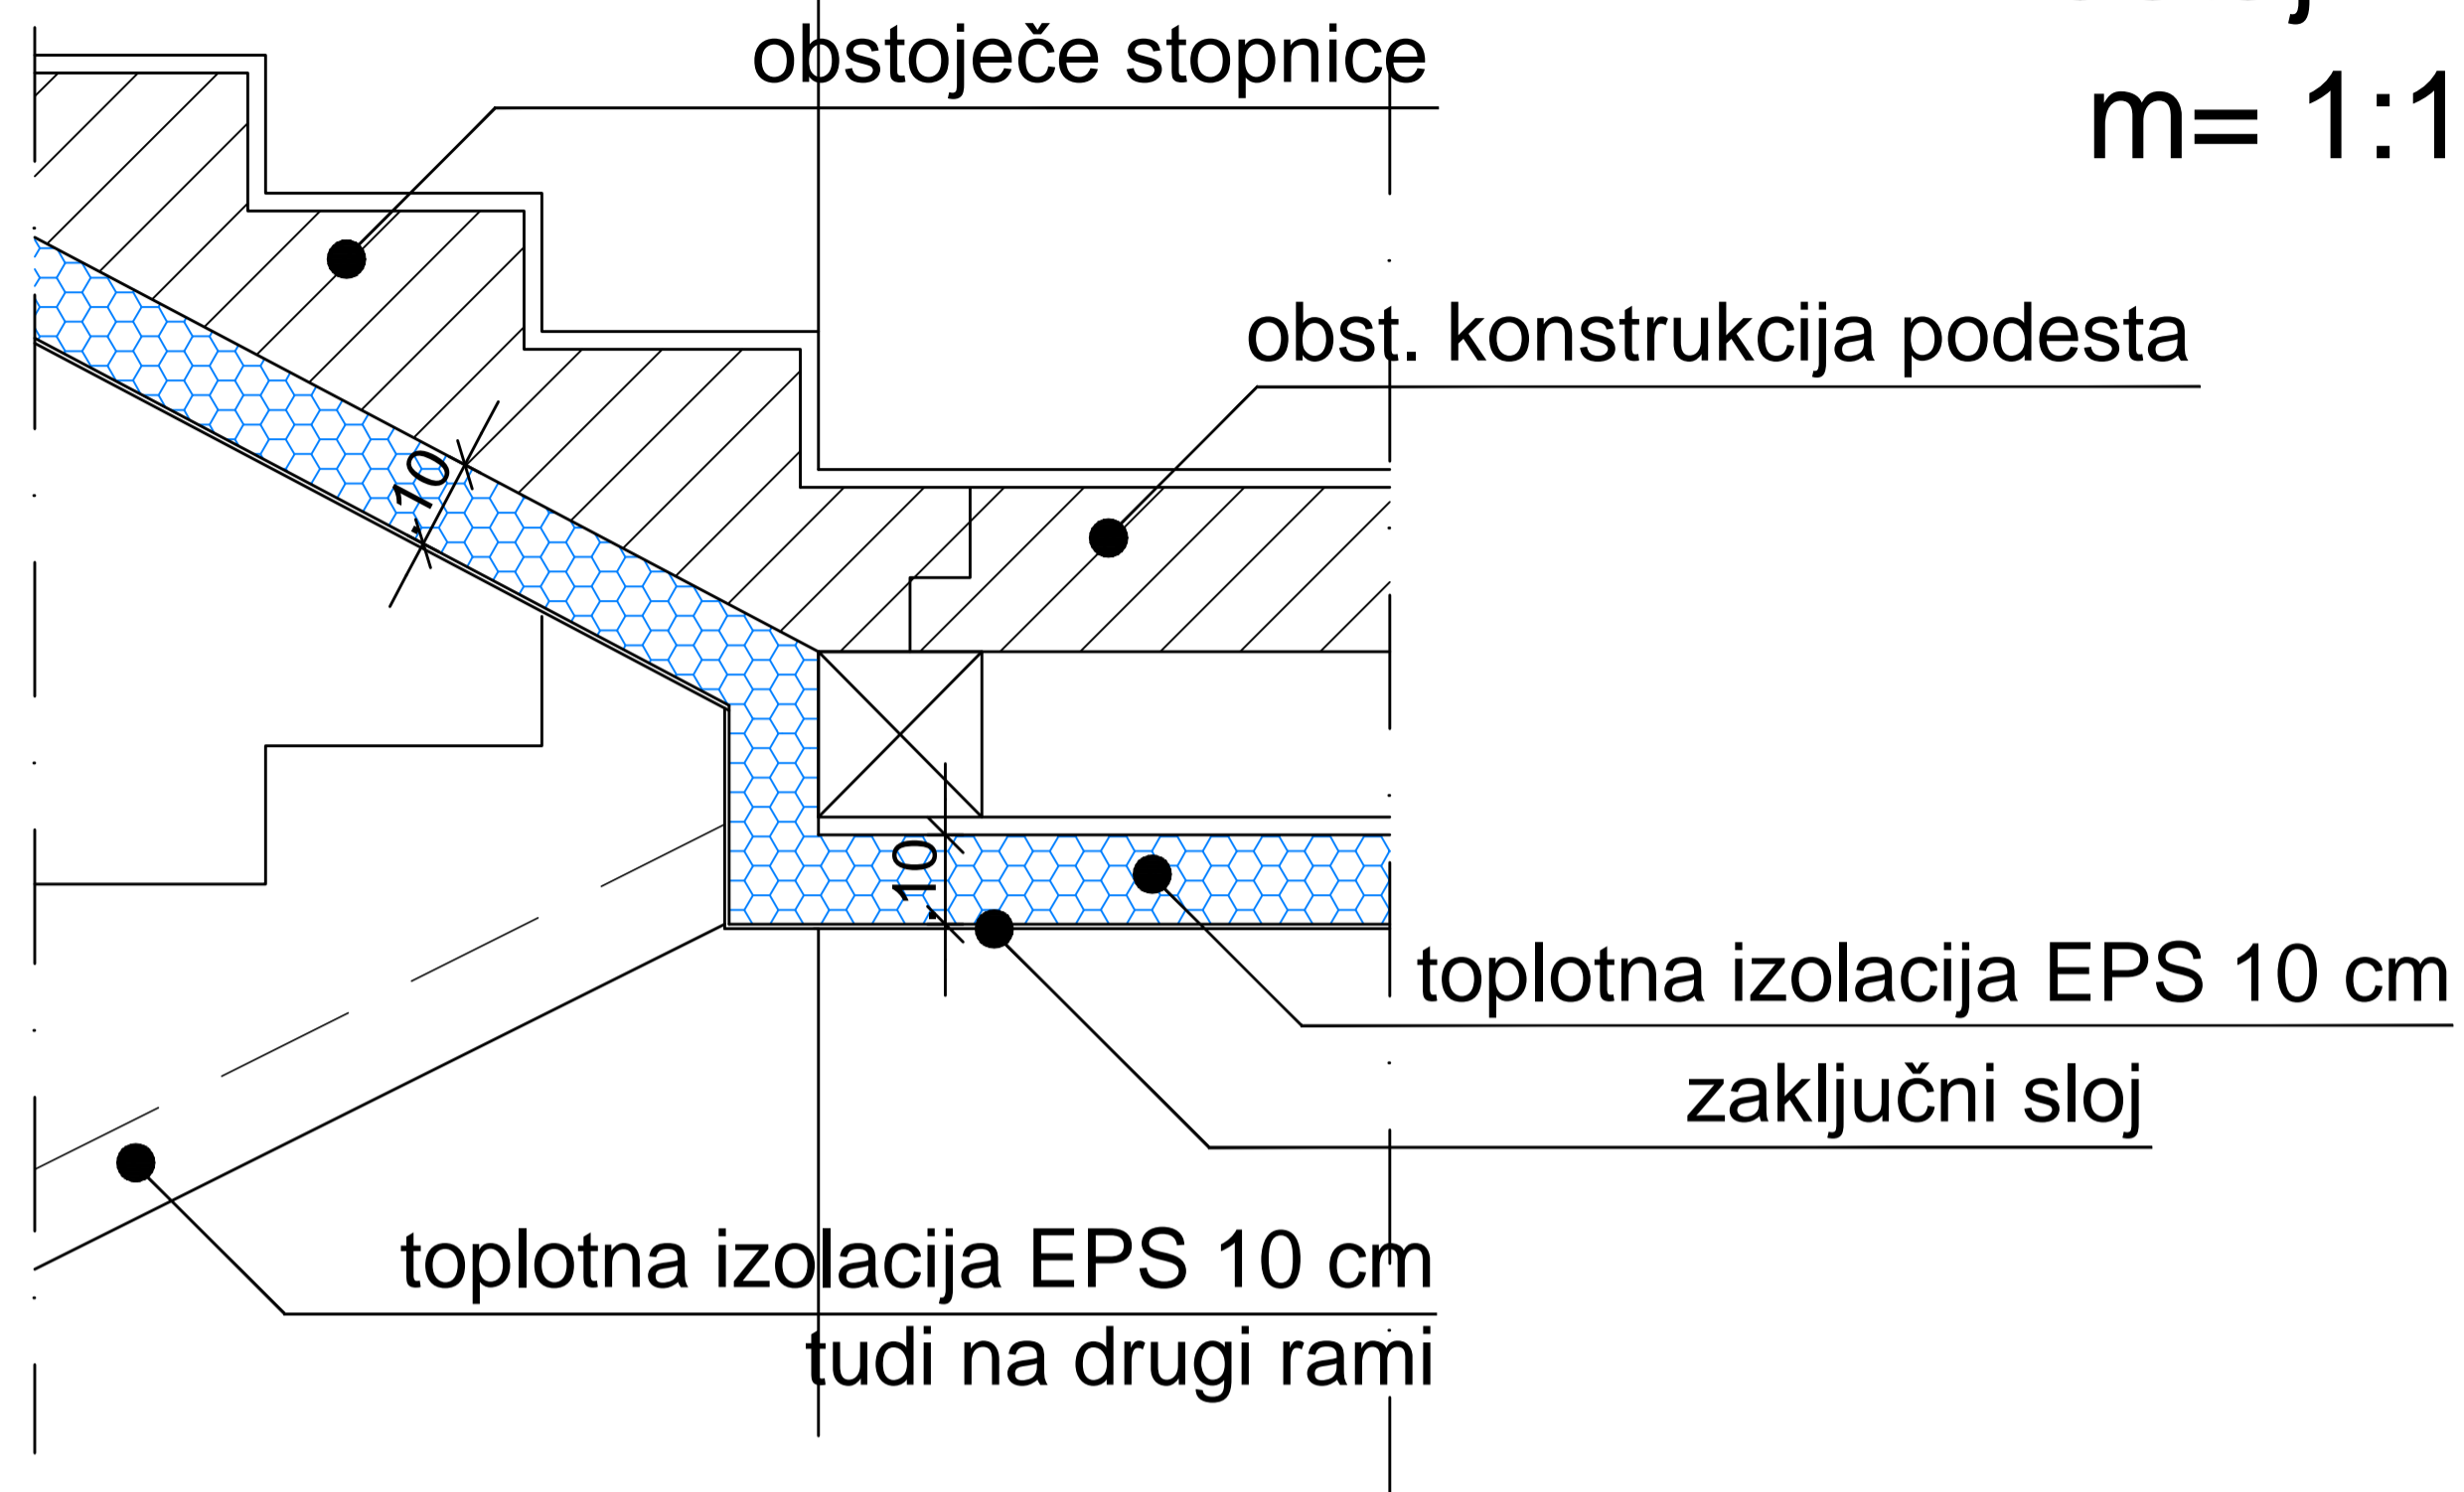 m= 1:1
obstoječe stopnice
obst. konstrukcija podesta
.10
.10
toplotna izolacija EPS 10 cm
zaključni sloj
toplotna izolacija EPS 10 cm
tudi na drugi rami